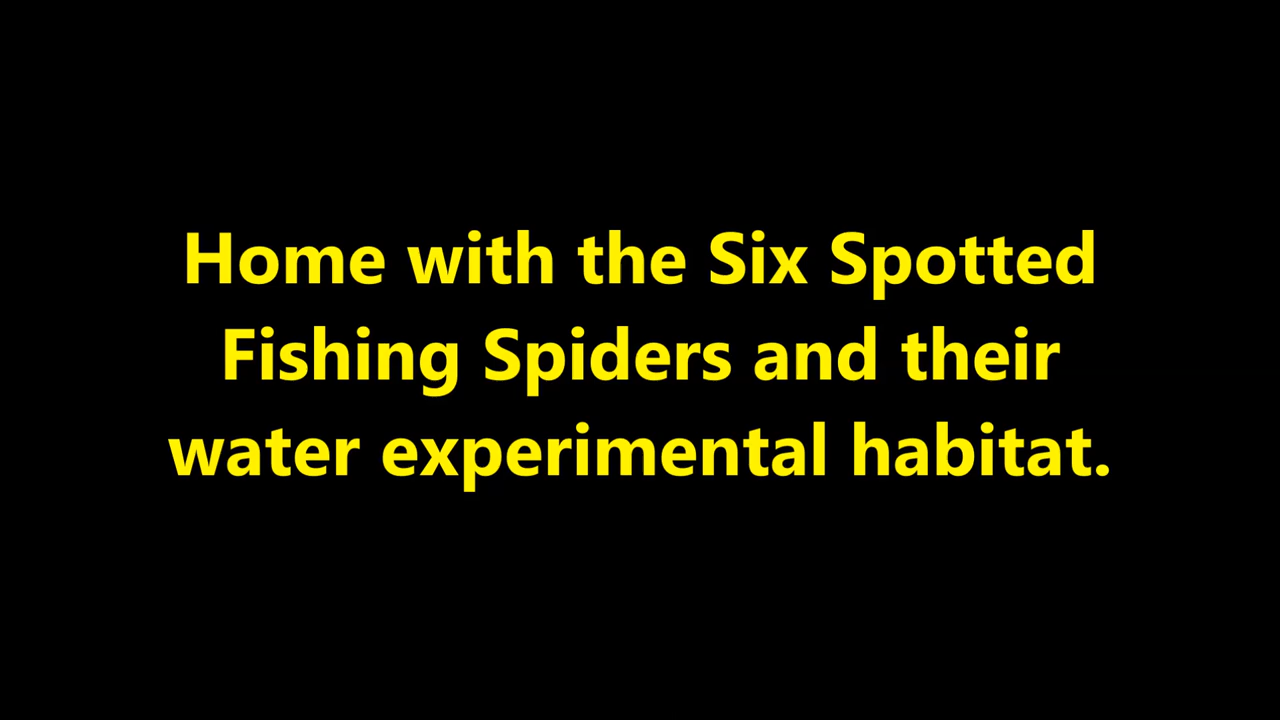 Home with the Six Spotted
Fishing Spiders and their
water experimental habitat.